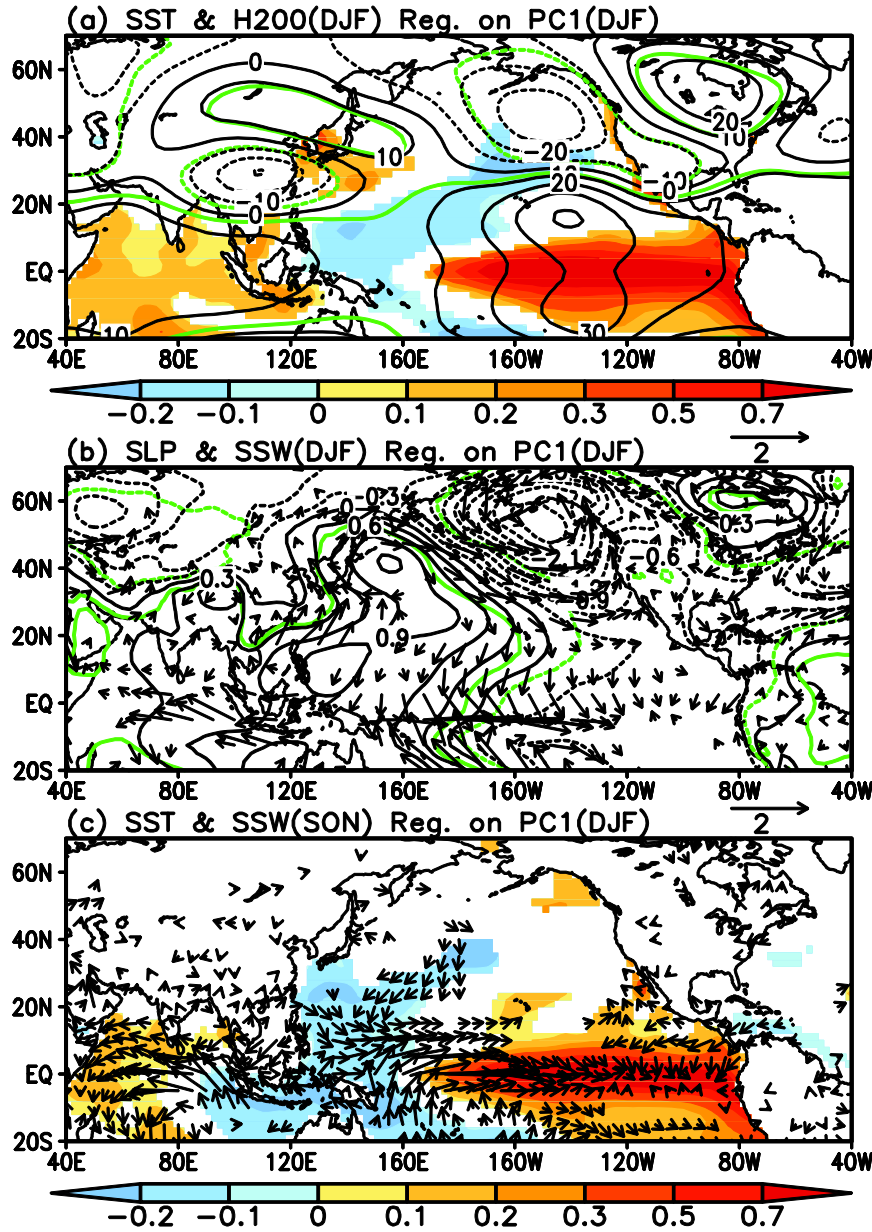 (a) SST & H200(DJF) Reg. on PC1(DJF)
60N
40N
20N
EQ
20S
0
10
-10
0
-20
20
30
20
10
-10
0
10
40E 80E 120E 160E 160W 120W 80W 40W
-0.2 -0.1 0 0.1 0.2 0.3 0.5 0.7
(b) SLP & SSW(DJF) Reg. on PC1(DJF)
2
60N
40N
20N
EQ
20S
-0.3
0
0.6
0.3
0.9
-2.1
-0.6
0.3
40E 80E 120E 160E 160W 120W 80W 40W
(c) SST & SSW(SON) Reg. on PC1(DJF)
2
60N
40N
20N
EQ
20S
40E 80E 120E 160E 160W 120W 80W 40W
-0.2 -0.1 0 0.1 0.2 0.3 0.5 0.7